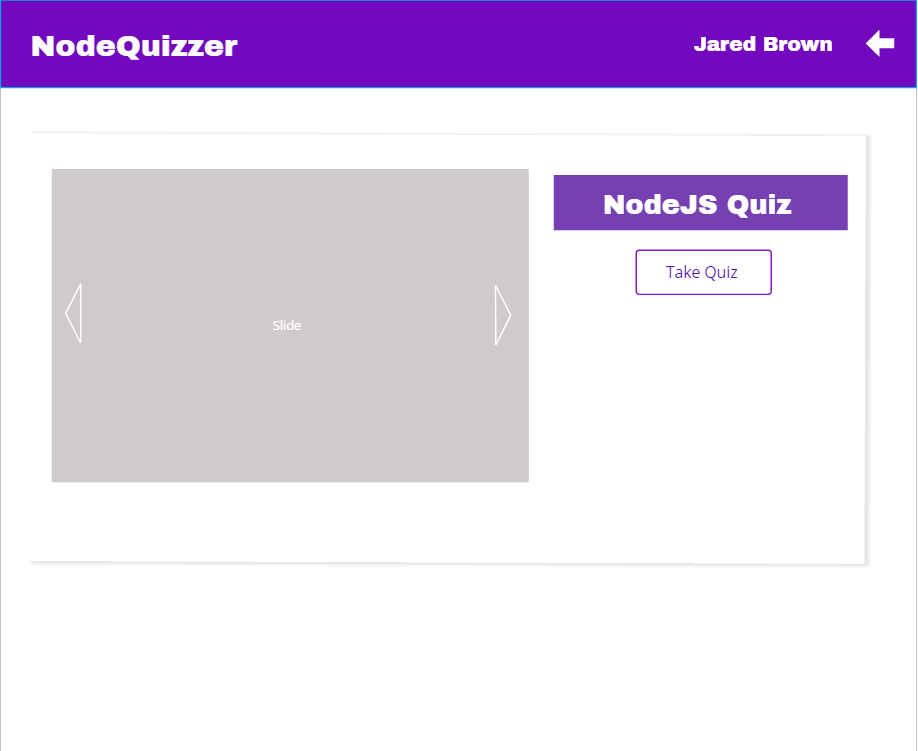 NodeQuizzer
Jared Brown
Slide
NodeJS Quiz
Take Quiz